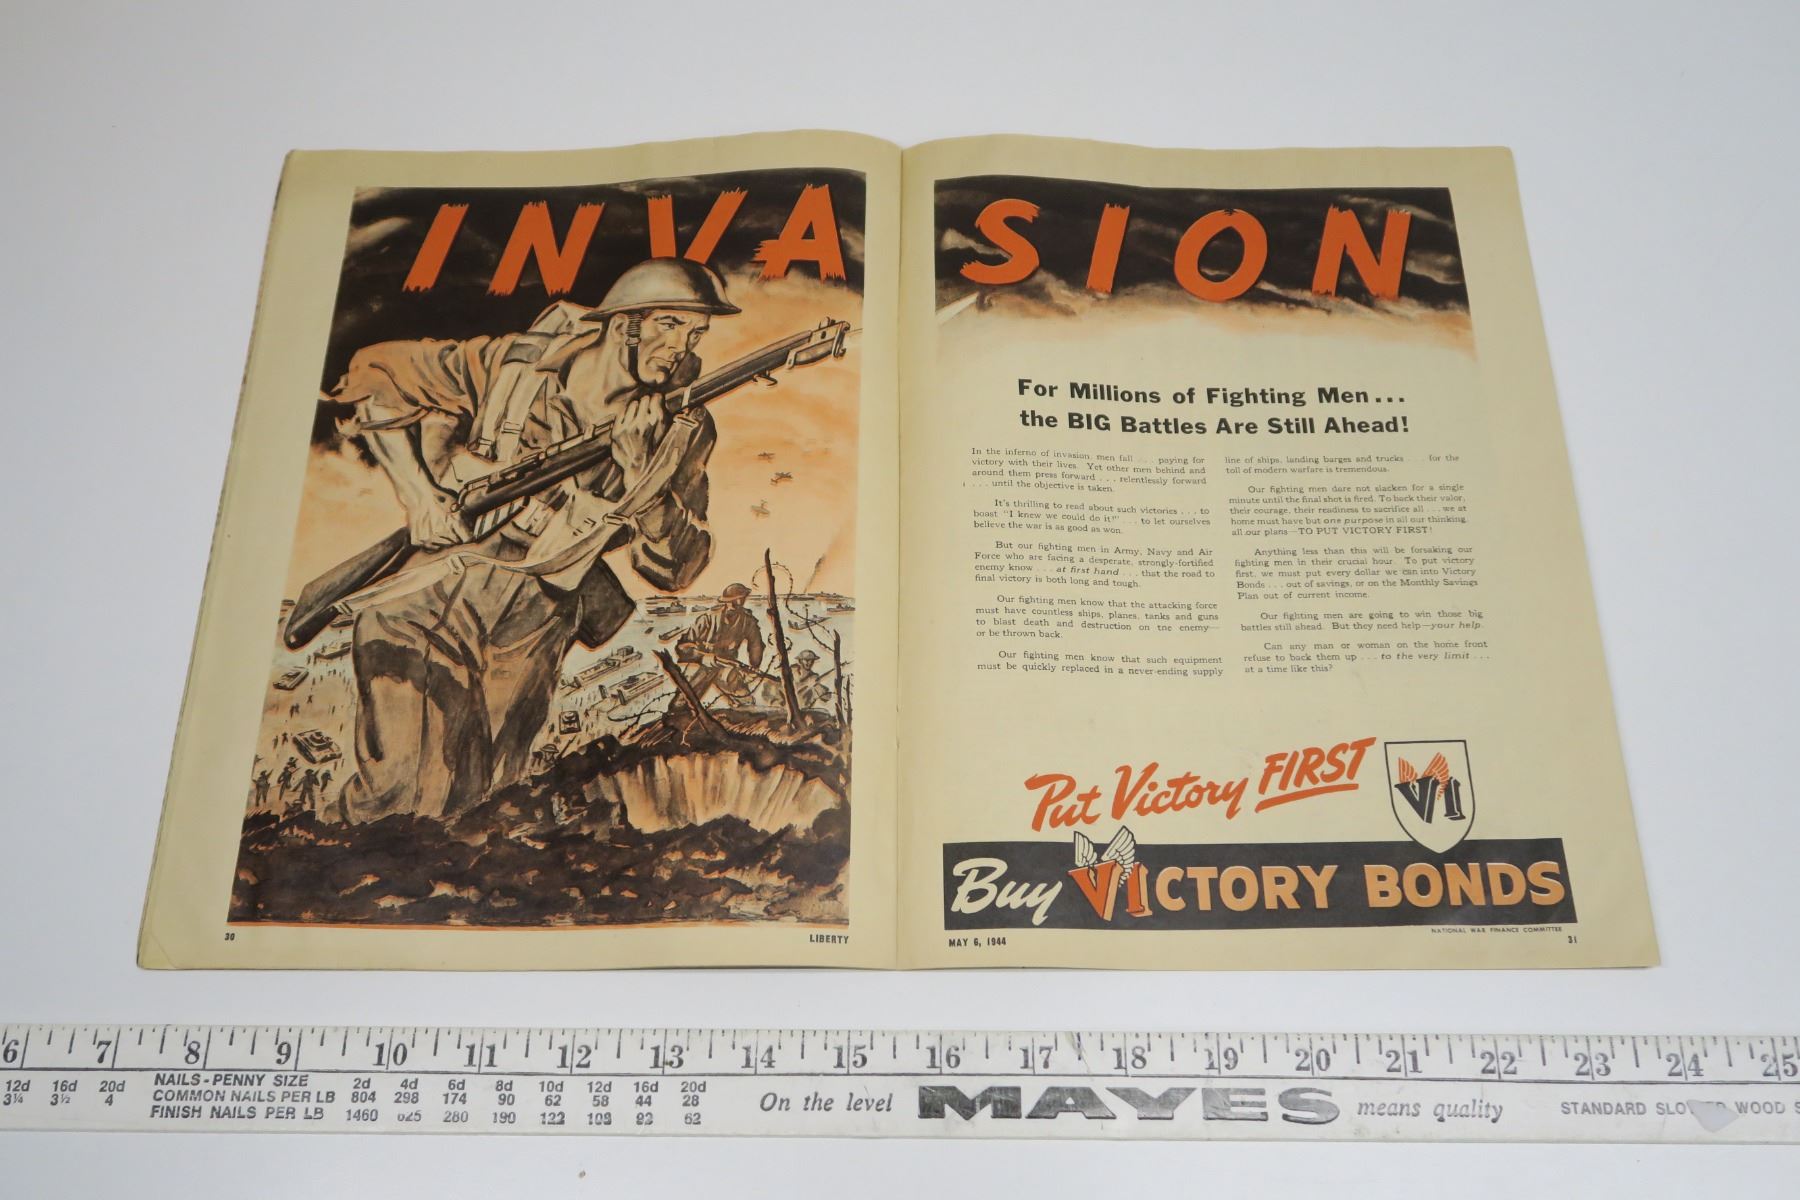 INVASION
For Millions of Fighting Men...
the BIG Battles Are Still Ahead!
In the inferno of invasion, men fall . . . paying for
victory with their lives. Yet other men behind and
around them press forward . . . relentlessly forward
. . . until the objective is taken.
It's thrilling to read about such victories . . . to
boast "I knew we could do it!" . . . to let ourselves
believe the war is as good as won.
But our fighting men in Army, Navy and Air
Force who are facing a desperate, strongly-fortified
enemy know . . . at first hand . . . that the road to
final victory is both long and tough.
Our fighting men know that the attacking force
must have countless ships, planes, tanks and guns
to blast death and destruction on the enemy—
or be thrown back.
Our fighting men know that such equipment
must be quickly replaced in a never-ending supply
line of ships, landing barges and trucks . . . for the
toll of modern warfare is tremendous.
Our fighting men dare not slacken for a single
minute until the final shot is fired. To back their valor,
their courage, their readiness to sacrifice all . . . we at
home must have but one purpose in all our thinking,
all our plans—TO PUT VICTORY FIRST!
Anything less than this will be forsaking our
fighting men in their crucial hour. To put victory
first, we must put every dollar we can into Victory
Bonds . . . out of savings, or on the Monthly Savings
Plan out of current income.
Our fighting men are going to win those big
battles still ahead. But they need help—your help.
Can any man or woman on the home front
refuse to back them up . . . to the very limit . . .
at a time like this?
Put Victory FIRST
VI
Buy VICTORY BONDS
NATIONAL WAR FINANCE COMMITTEE
30
LIBERTY
MAY 6, 1944
31
6 7 8 9 10 11 12 13 14 15 16 17 18 19 20 21 22 23 24 25
12d 16d 20d NAILS-PENNY SIZE 2d 4d 6d 8d 10d 12d 16d 20d
3¼ 3½ 4 COMMON NAILS PER LB 804 298 174 90 62 58 44 28
FINISH NAILS PER LB 1460 625 280 190 122 108 92 62
On the level MAYES means quality
STANDARD WOOD